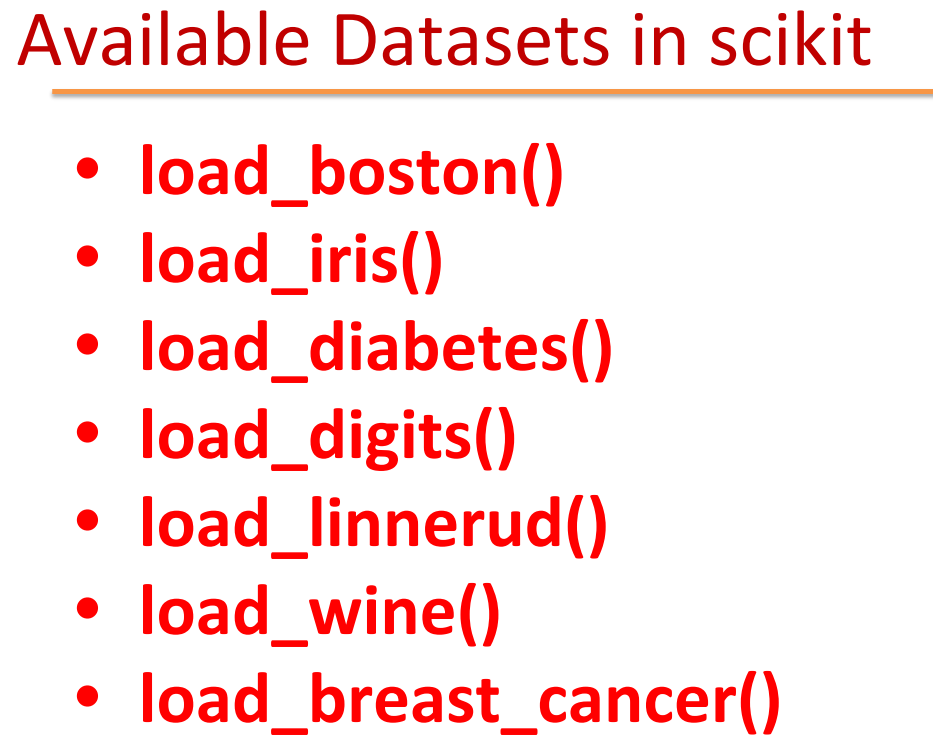 Available Datasets in scikit
• load_boston()
• load_iris()
• load_diabetes()
• load_digits()
• load_linnerud()
• load_wine()
• load_breast_cancer()